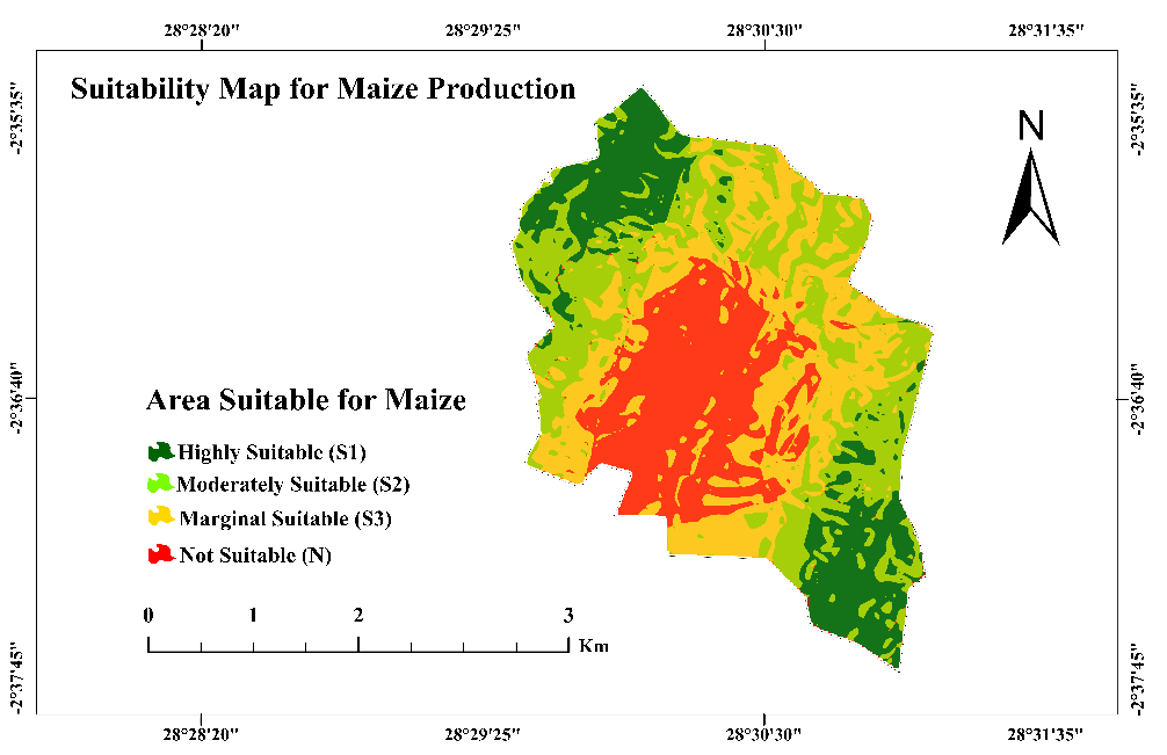 28°28'20" 28°29'25" 28°30'30" 28°31'35"
Suitability Map for Maize Production
N
-2°35'35" -2°35'35"
-2°36'40" -2°36'40"
Area Suitable for Maize
Highly Suitable (S1)
Moderately Suitable (S2)
Marginal Suitable (S3)
Not Suitable (N)
0 1 2 3
Km
-2°37'45" -2°37'45"
28°28'20" 28°29'25" 28°30'30" 28°31'35"